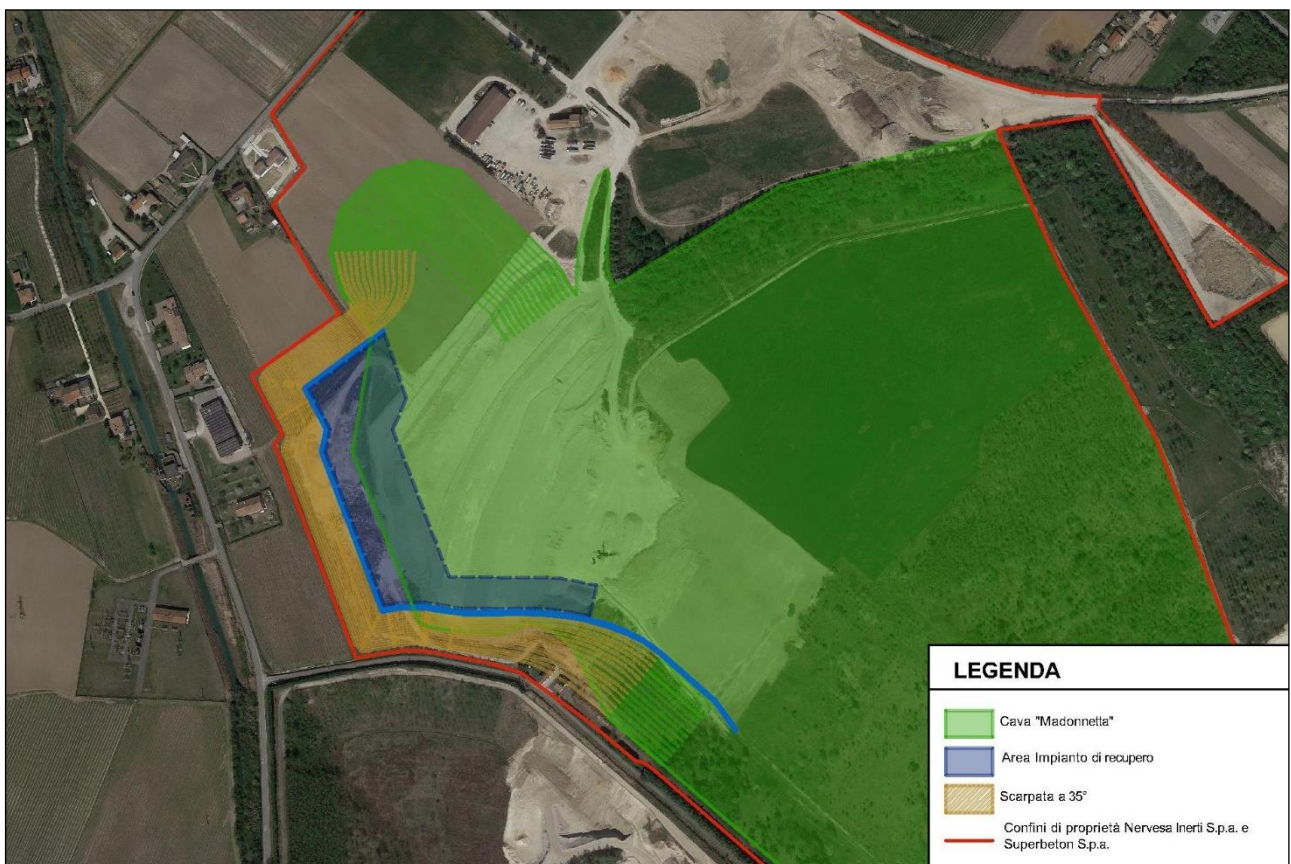 LEGENDA
Cava "Madonnetta"
Area Impianto di recupero
Scarpata a 35°
Confini di proprietà Nervesa Inerti S.p.a. e
Superbeton S.p.a.